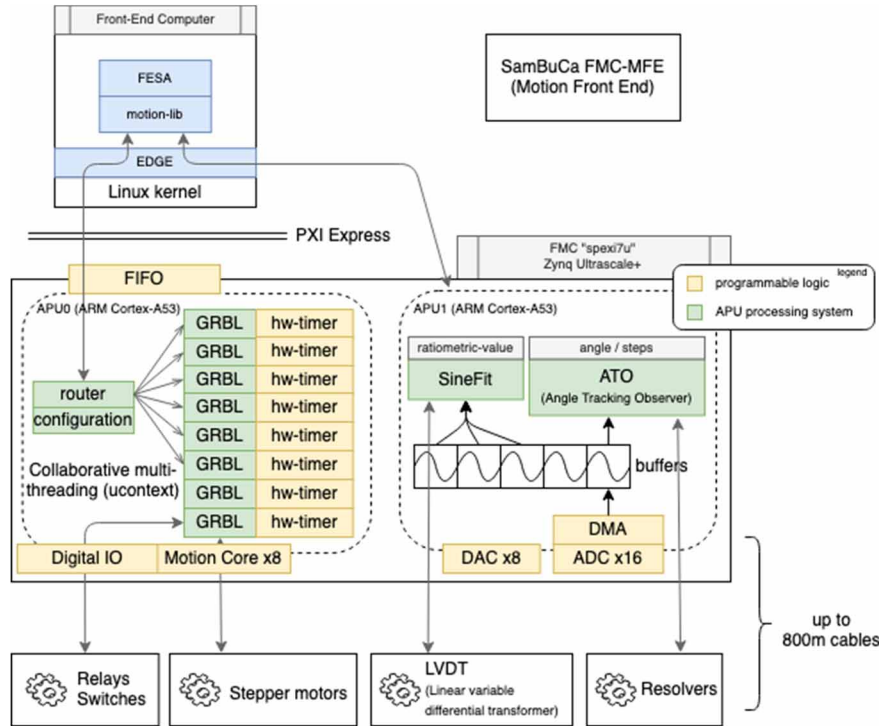 Front-End Computer
FESA
motion-lib
EDGE
Linux kernel
SamBuCa FMC-MFE
(Motion Front End)
PXI Express
FMC "spexi7u"
Zynq Ultrascale+
legend
programmable logic
APU processing system
FIFO
APU0 (ARM Cortex-A53)
GRBL hw-timer
GRBL hw-timer
GRBL hw-timer
GRBL hw-timer
GRBL hw-timer
GRBL hw-timer
GRBL hw-timer
GRBL hw-timer
router
configuration
Collaborative multi-
threading (ucontext)
Digital IO
Motion Core x8
APU1 (ARM Cortex-A53)
ratiometric-value
SineFit
angle / steps
ATO
(Angle Tracking Observer)
buffers
DMA
DAC x8
ADC x16
up to
800m cables
Relays
Switches
Stepper motors
LVDT
(Linear variable
differential transformer)
Resolvers